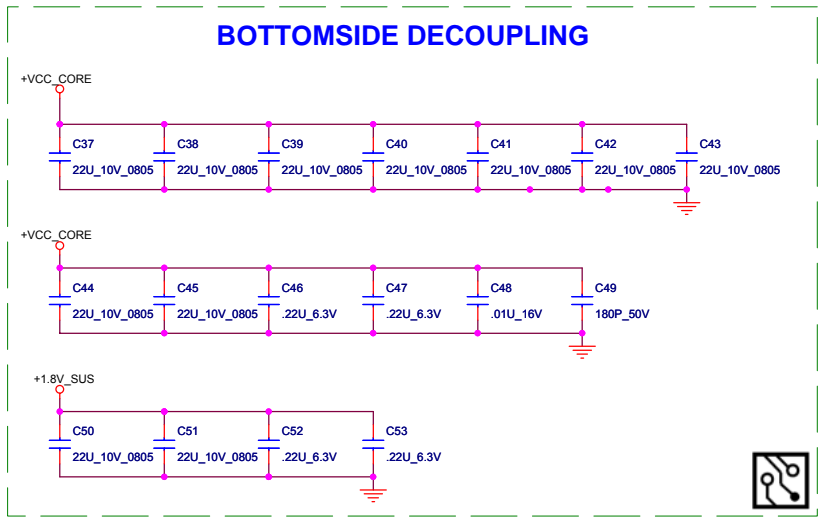 BOTTOMSIDE DECOUPLING
+VCC_CORE
C37 C38 C39 C40 C41 C42 C43
22U_10V_0805 22U_10V_0805 22U_10V_0805 22U_10V_0805 22U_10V_0805 22U_10V_0805 22U_10V_0805
+VCC_CORE
C44 C45 C46 C47 C48 C49
22U_10V_0805 22U_10V_0805 .22U_6.3V .22U_6.3V .01U_16V 180P_50V
+1.8V_SUS
C50 C51 C52 C53
22U_10V_0805 22U_10V_0805 .22U_6.3V .22U_6.3V